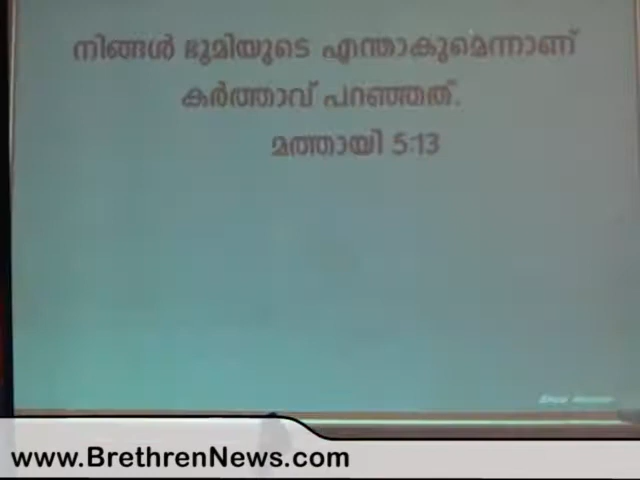 നിങ്ങൾ ഭൂമിയുടെ എന്താകുമെന്നാണ്
കർത്താവ് പറഞ്ഞത്.
മത്തായി 5:13
www.BrethrenNews.com